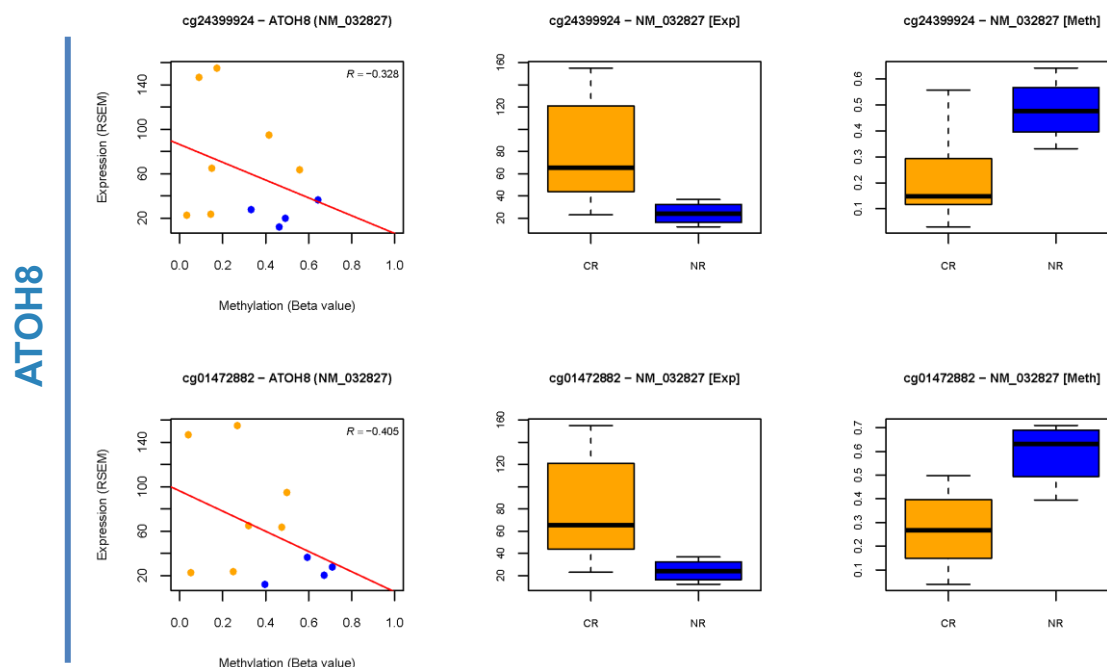 ATOH8
cg24399924 – ATOH8 (NM_032827)
R = −0.328
Expression (RSEM)
140
100
60
20
0.0 0.2 0.4 0.6 0.8 1.0
Methylation (Beta value)
cg24399924 – NM_032827 [Exp]
160
120
80
60
40
20
CR NR
cg24399924 – NM_032827 [Meth]
0.6
0.5
0.4
0.3
0.2
0.1
CR NR
cg01472882 – ATOH8 (NM_032827)
R = −0.405
Expression (RSEM)
140
100
60
20
0.0 0.2 0.4 0.6 0.8 1.0
Methylation (Beta value)
cg01472882 – NM_032827 [Exp]
160
120
80
60
40
20
CR NR
cg01472882 – NM_032827 [Meth]
0.7
0.6
0.5
0.4
0.3
0.2
0.1
CR NR